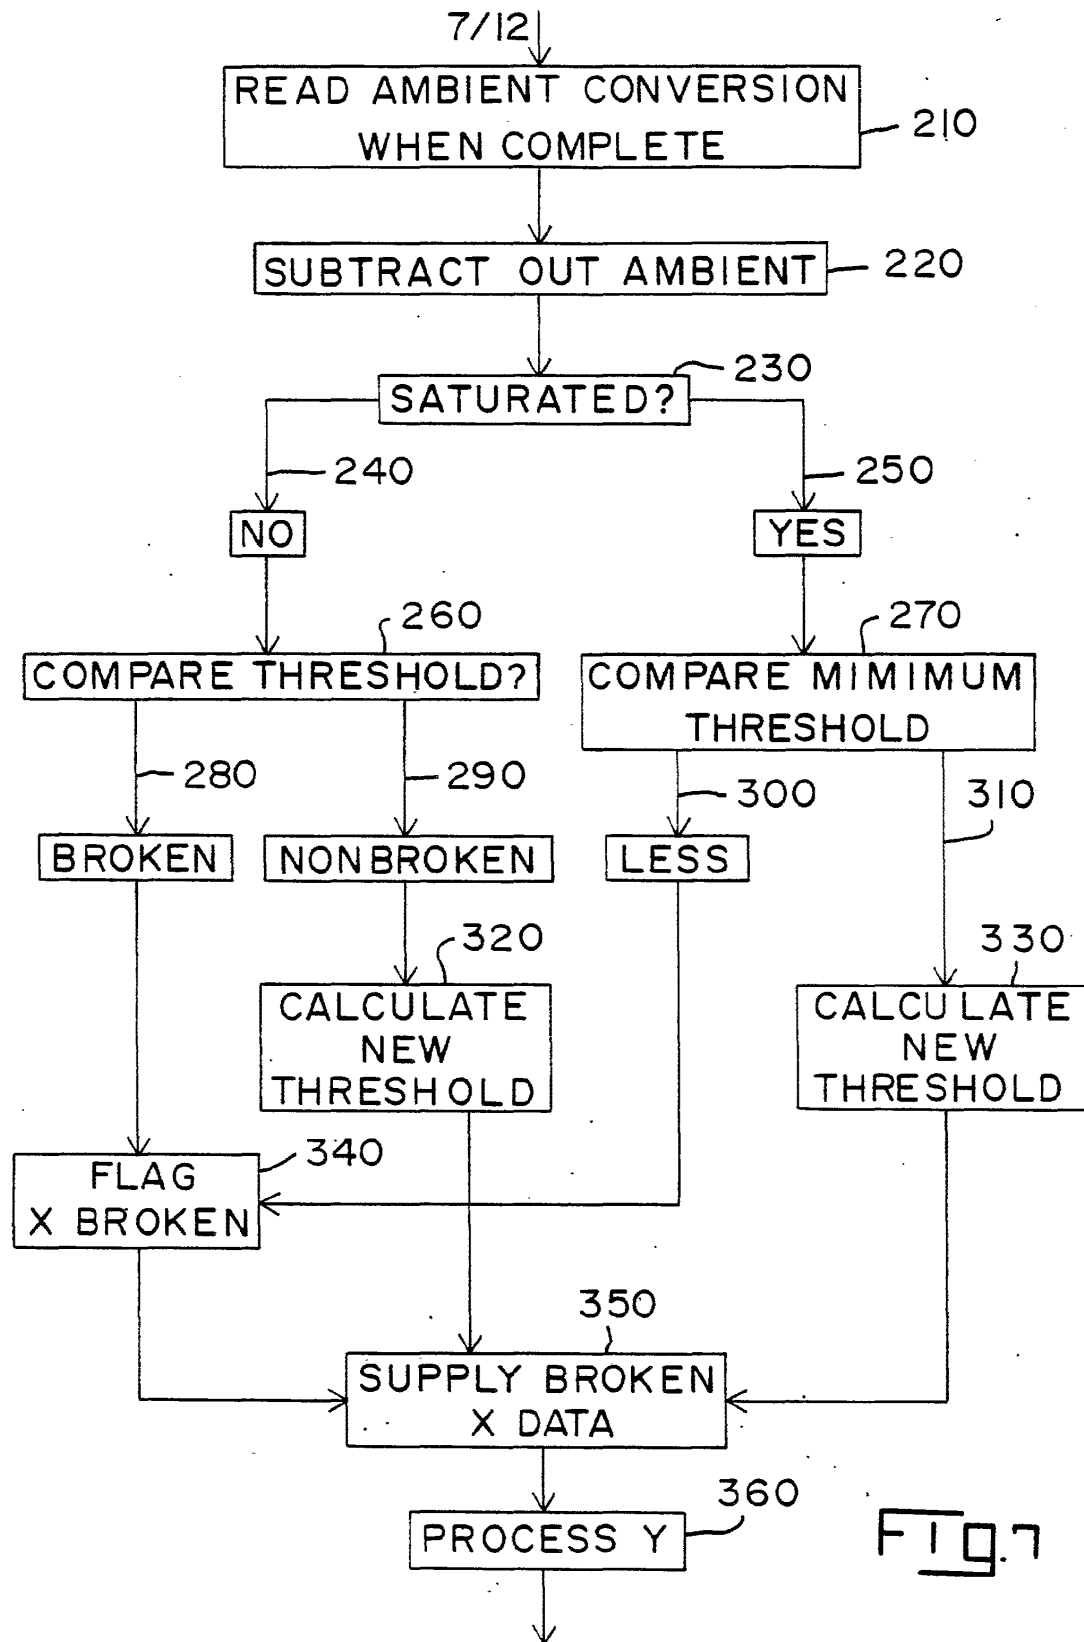 7/12
READ AMBIENT CONVERSION
WHEN COMPLETE
210
SUBTRACT OUT AMBIENT
220
230
SATURATED?
240
250
NO
YES
260
270
COMPARE THRESHOLD?
COMPARE MIMIMUM
THRESHOLD
280
290
300
310
BROKEN
NONBROKEN
LESS
320
330
CALCULATE
NEW
THRESHOLD
CALCULATE
NEW
THRESHOLD
340
FLAG
X BROKEN
350
SUPPLY BROKEN
X DATA
360
PROCESS Y
Fig. 7